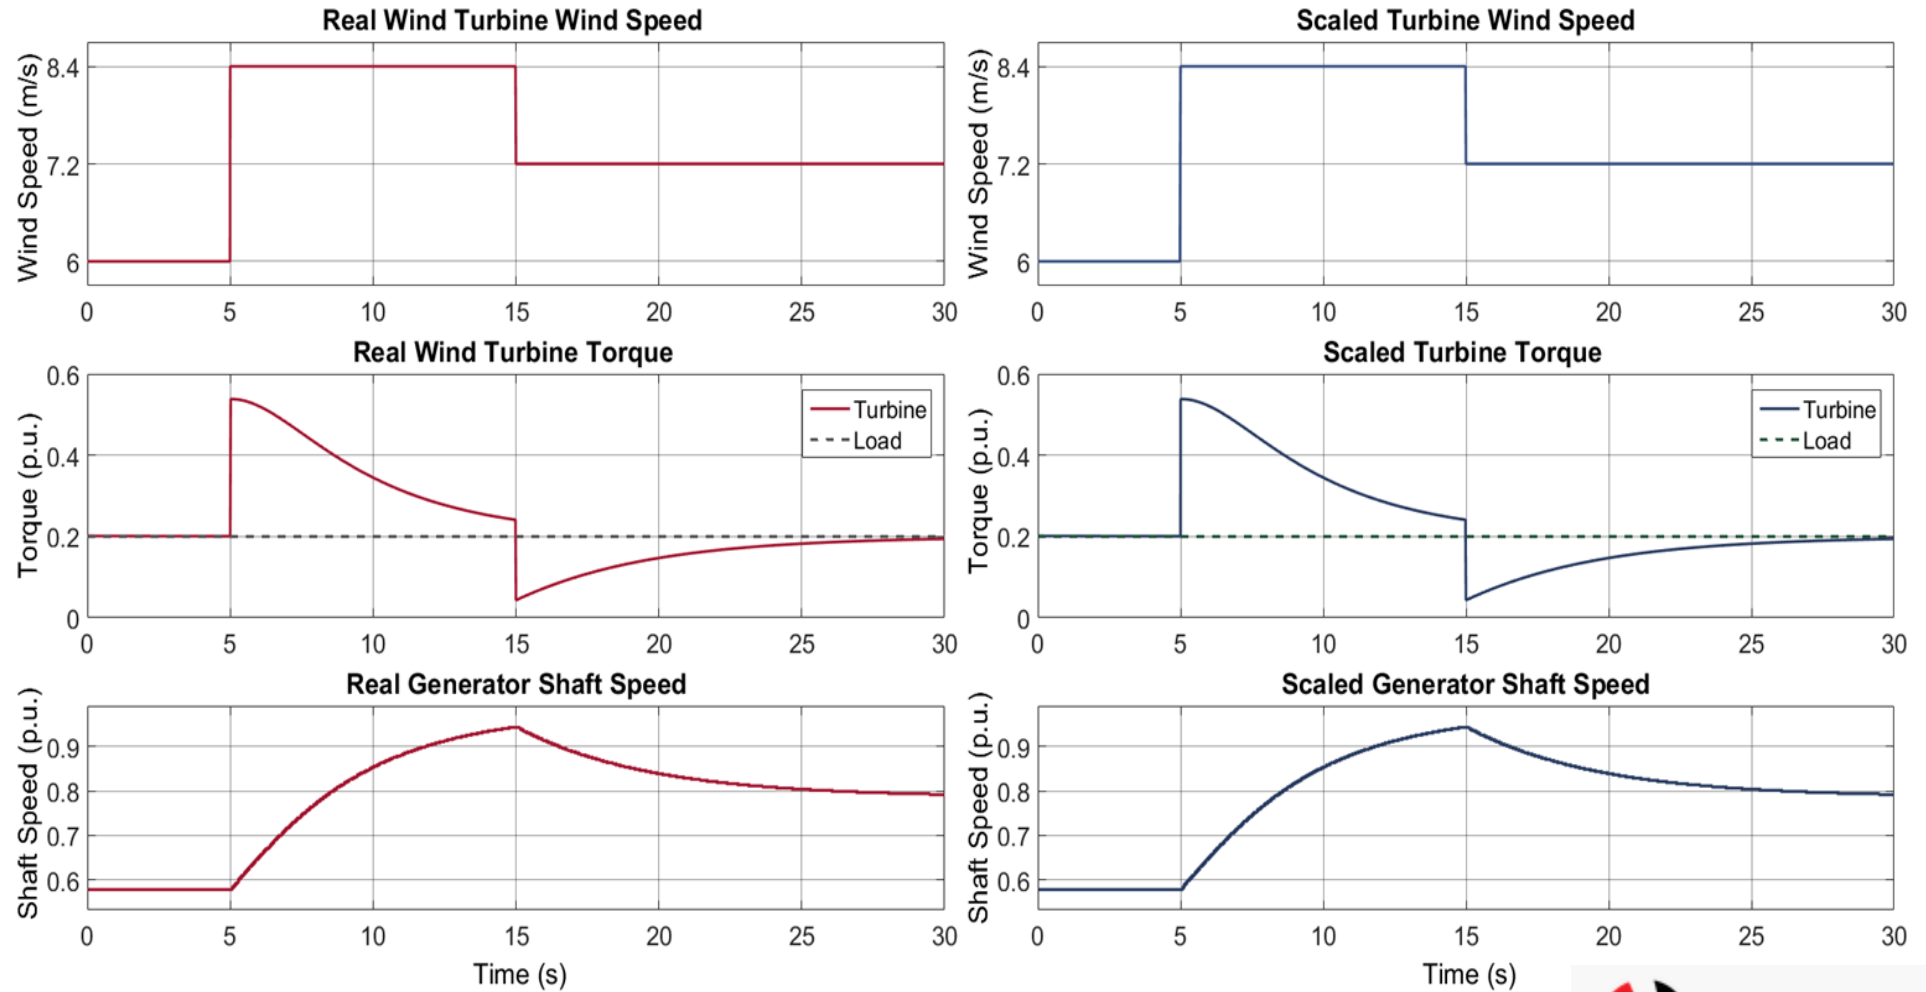 Real Wind Turbine Wind Speed
Wind Speed (m/s)
8.4
7.2
6
0 5 10 15 20 25 30
Scaled Turbine Wind Speed
Wind Speed (m/s)
8.4
7.2
6
0 5 10 15 20 25 30
Real Wind Turbine Torque
Torque (p.u.)
0.6
0.4
0.2
0
Turbine
Load
0 5 10 15 20 25 30
Scaled Turbine Torque
Torque (p.u.)
0.6
0.4
0.2
0
Turbine
Load
0 5 10 15 20 25 30
Real Generator Shaft Speed
Shaft Speed (p.u.)
0.9
0.8
0.7
0.6
0 5 10 15 20 25 30
Time (s)
Scaled Generator Shaft Speed
Shaft Speed (p.u.)
0.9
0.8
0.7
0.6
0 5 10 15 20 25 30
Time (s)